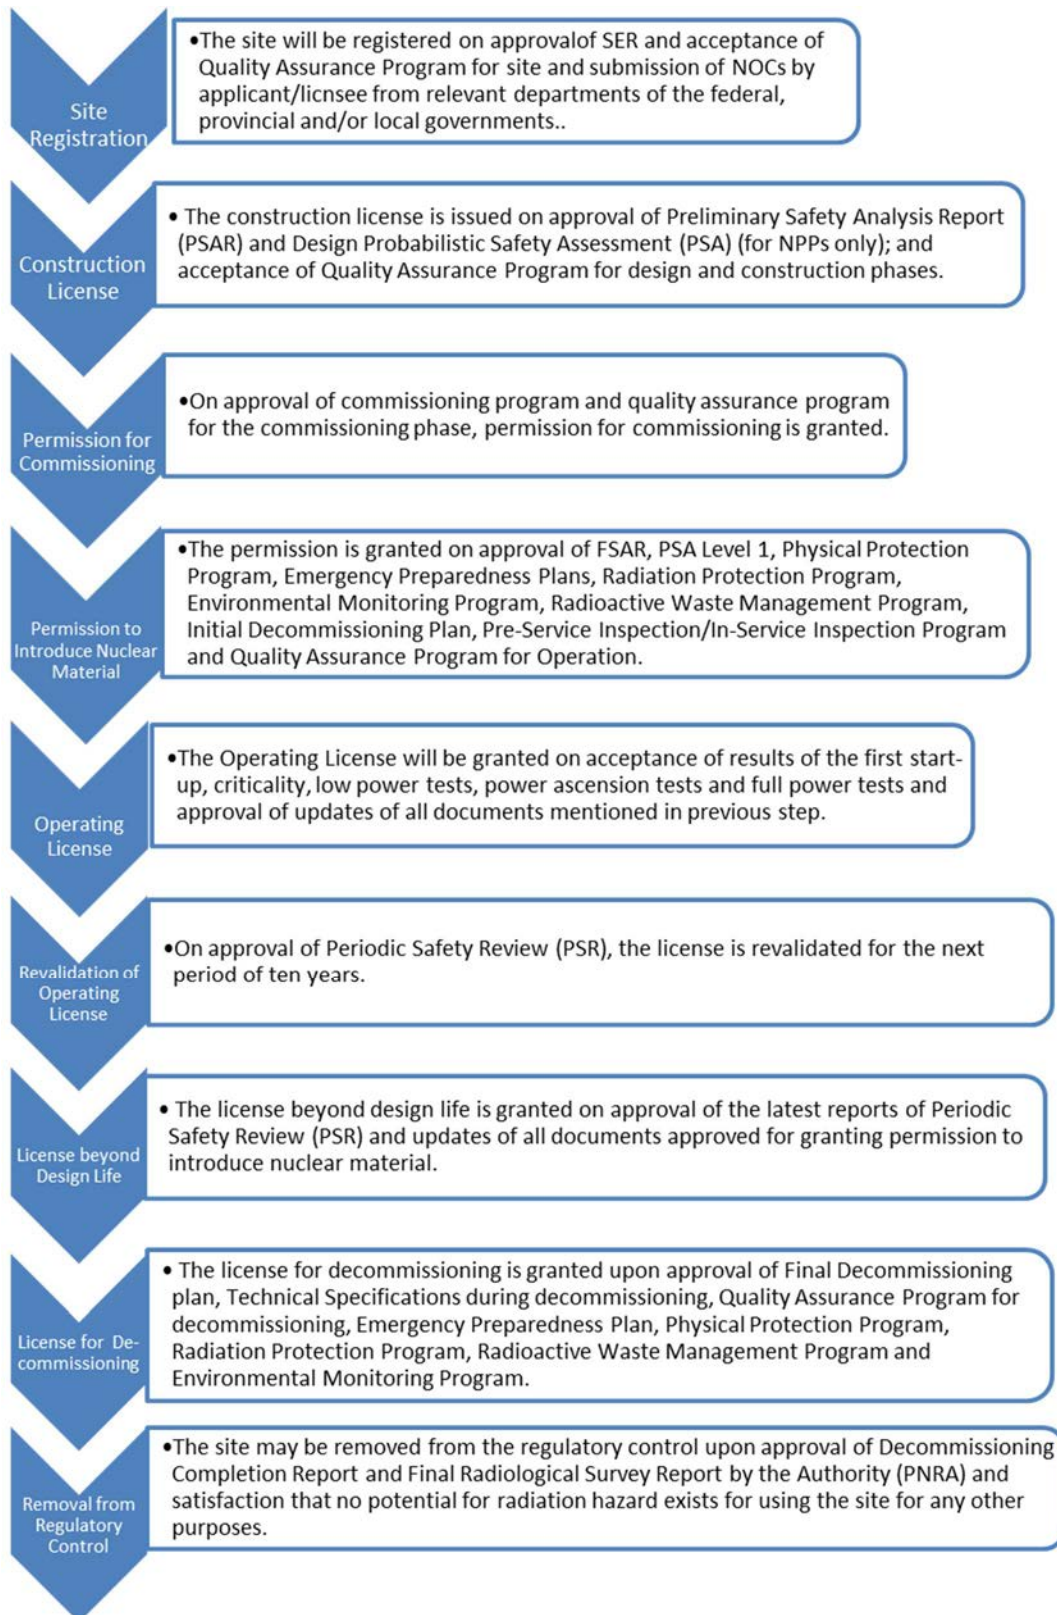 Site
Registration
•The site will be registered on approvalof SER and acceptance of
Quality Assurance Program for site and submission of NOCs by
applicant/licnsee from relevant departments of the federal,
provincial and/or local governments..
Construction
License
• The construction license is issued on approval of Preliminary Safety Analysis Report
(PSAR) and Design Probabilistic Safety Assessment (PSA) (for NPPs only); and
acceptance of Quality Assurance Program for design and construction phases.
Permission for
Commissioning
•On approval of commissioning program and quality assurance program
for the commissioning phase, permission for commissioning is granted.
Permission to
Introduce Nuclear
Material
•The permission is granted on approval of FSAR, PSA Level 1, Physical Protection
Program, Emergency Preparedness Plans, Radiation Protection Program,
Environmental Monitoring Program, Radioactive Waste Management Program,
Initial Decommissioning Plan, Pre-Service Inspection/In-Service Inspection Program
and Quality Assurance Program for Operation.
Operating
License
•The Operating License will be granted on acceptance of results of the first start-
up, criticality, low power tests, power ascension tests and full power tests and
approval of updates of all documents mentioned in previous step.
Revalidation of
Operating
License
•On approval of Periodic Safety Review (PSR), the license is revalidated for the next
period of ten years.
License beyond
Design Life
• The license beyond design life is granted on approval of the latest reports of Periodic
Safety Review (PSR) and updates of all documents approved for granting permission to
introduce nuclear material.
License for De-
commissioning
• The license for decommissioning is granted upon approval of Final Decommissioning
plan, Technical Specifications during decommissioning, Quality Assurance Program for
decommissioning, Emergency Preparedness Plan, Physical Protection Program,
Radiation Protection Program, Radioactive Waste Management Program and
Environmental Monitoring Program.
Removal from
Regulatory
Control
•The site may be removed from the regulatory control upon approval of Decommissioning
Completion Report and Final Radiological Survey Report by the Authority (PNRA) and
satisfaction that no potential for radiation hazard exists for using the site for any other
purposes.